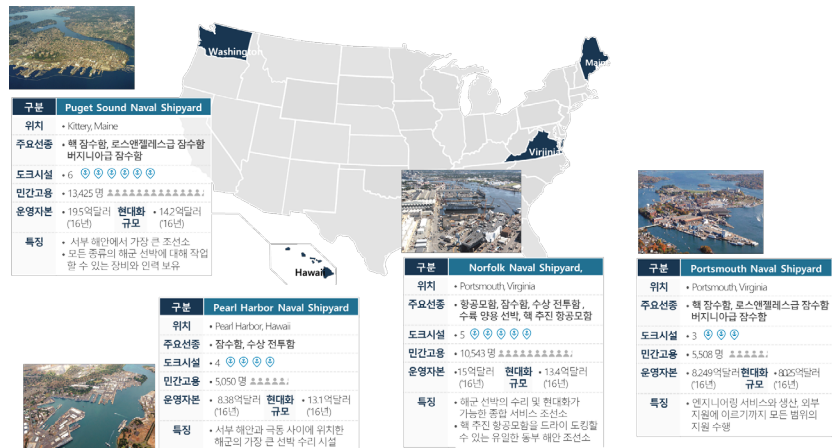 Washington
Maine
Virjinia
구분 Puget Sound Naval Shipyard
위치 • Kittery, Maine
주요선종 • 핵 잠수함, 로스앤젤레스급 잠수함
버지니아급 잠수함
도크시설 • 6
민간고용 • 13,425 명
운영자본 • 19.5억달러 현대화 • 14.2억달러
('16년) 규모 ('16년)
특징 • 서부 해안에서 가장 큰 조선소
• 모든 종류의 해군 선박에 대해 작업
할 수 있는 장비와 인력 보유
Hawaii
구분 Pearl Harbor Naval Shipyard
위치 • Pearl Harbor, Hawaii
주요선종 • 잠수함, 수상 전투함
도크시설 • 4
민간고용 • 5,050 명
운영자본 • 8.38억달러 현대화 • 13.1억달러
('16년) 규모 ('16년)
특징 • 서부 해안과 극동 사이에 위치한
해군의 가장 큰 선박 수리 시설
구분 Norfolk Naval Shipyard,
위치 • Portsmouth, Virginia
주요선종 • 항공모함, 잠수함, 수상 전투함,
수륙 양용 선박, 핵 추진 항공모함
도크시설 • 5
민간고용 • 10,543 명
운영자본 •15억달러 현대화 • 13.4억달러
('16년) 규모 ('16년)
특징 • 해군 선박의 수리 및 현대화가
가능한 종합 서비스 조선소
• 핵 추진 항공모함을 드라이 도킹할
수 있는 유일한 동부 해안 조선소
구분 Portsmouth Naval Shipyard
위치 • Portsmouth, Virginia
주요선종 • 핵 잠수함, 로스앤젤레스급 잠수함
버지니아급 잠수함
도크시설 • 3
민간고용 • 5,508 명
운영자본 • 8.249억달러 현대화 • 8.025억달러
('16년) 규모 ('16년)
특징 • 엔지니어링 서비스와 생산, 외부
지원에 이르기까지 모든 범위의
지원 수행